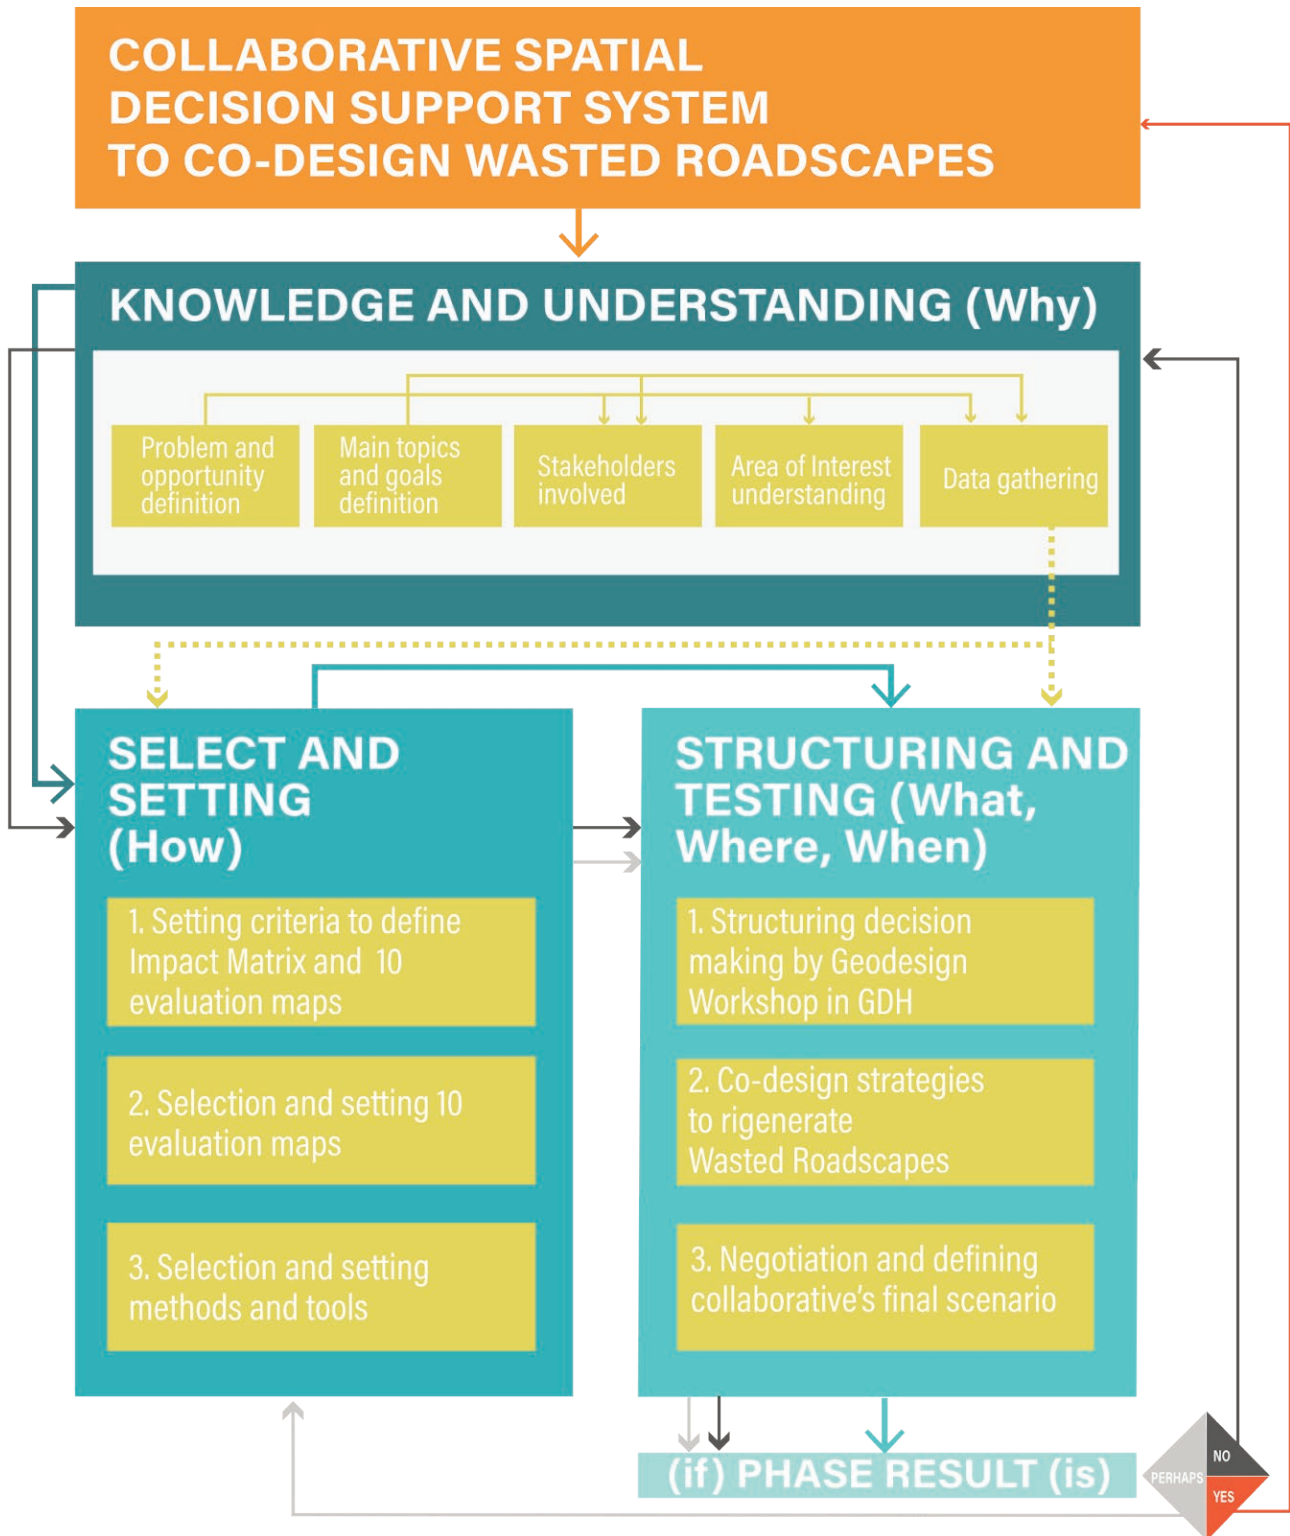 COLLABORATIVE SPATIAL
DECISION SUPPORT SYSTEM
TO CO-DESIGN WASTED ROADSCAPES
KNOWLEDGE AND UNDERSTANDING (Why)
Problem and
opportunity
definition
Main topics
and goals
definition
Stakeholders
involved
Area of Interest
understanding
Data gathering
SELECT AND
SETTING
(How)
1. Setting criteria to define
Impact Matrix and 10
evaluation maps
2. Selection and setting 10
evaluation maps
3. Selection and setting
methods and tools
STRUCTURING AND
TESTING (What,
Where, When)
1. Structuring decision
making by Geodesign
Workshop in GDH
2. Co-design strategies
to rigenerate
Wasted Roadscapes
3. Negotiation and defining
collaborative’s final scenario
(if) PHASE RESULT (is)
PERHAPS
NO
YES